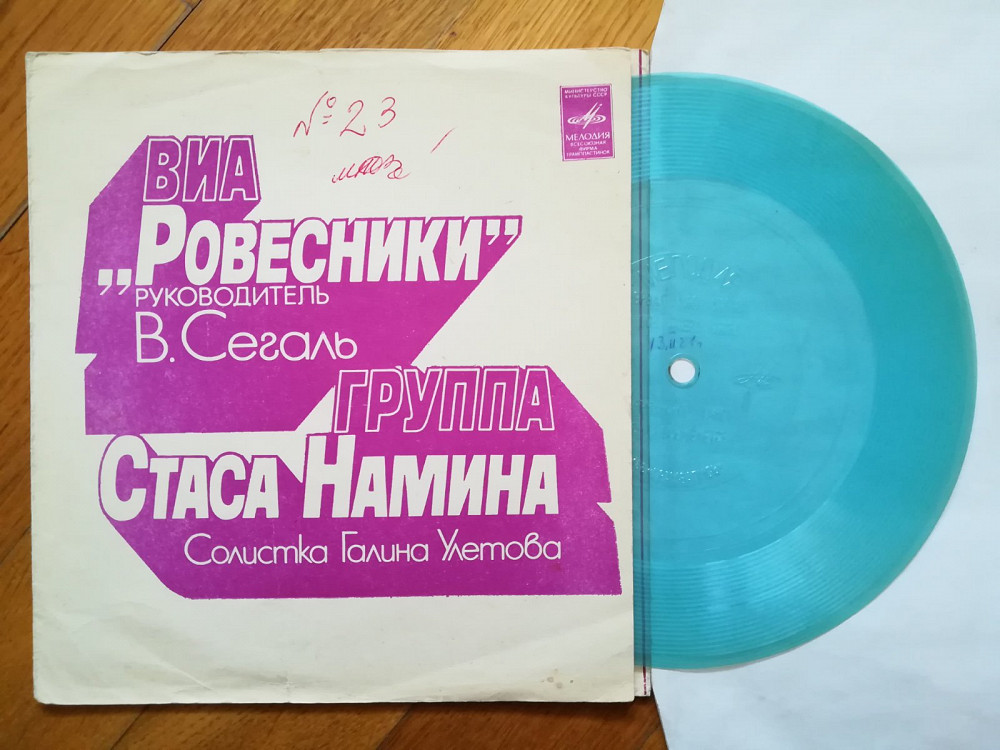 № 23
МИНИСТЕРСТВО
КУЛЬТУРЫ СССР
МЕЛОДИЯ
ВСЕСОЮЗНАЯ
ФИРМА
ГРАМПЛАСТИНОК
ВИА
„РОВЕСНИКИ”
РУКОВОДИТЕЛЬ
В. Сегаль
ГРУППА
СТАСА НАМИНА
Солистка Галина Улетова